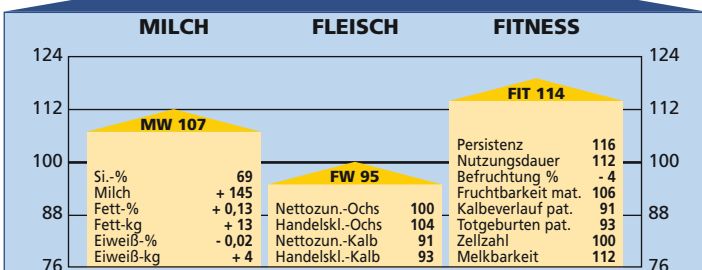 MILCH FLEISCH FITNESS
124 124
112 112
100 100
88 88
76 76
MW 107
Si.-% 69
Milch + 145
Fett-% + 0,13
Fett-kg + 13
Eiweiß-% - 0,02
Eiweiß-kg + 4
FW 95
Nettozun.-Ochs 100
Handelskl.-Ochs 104
Nettozun.-Kalb 91
Handelskl.-Kalb 93
FIT 114
Persistenz 116
Nutzungsdauer 112
Befruchtung % - 4
Fruchtbarkeit mat. 106
Kalbeverlauf pat. 91
Totgeburten pat. 93
Zellzahl 100
Melkbarkeit 112